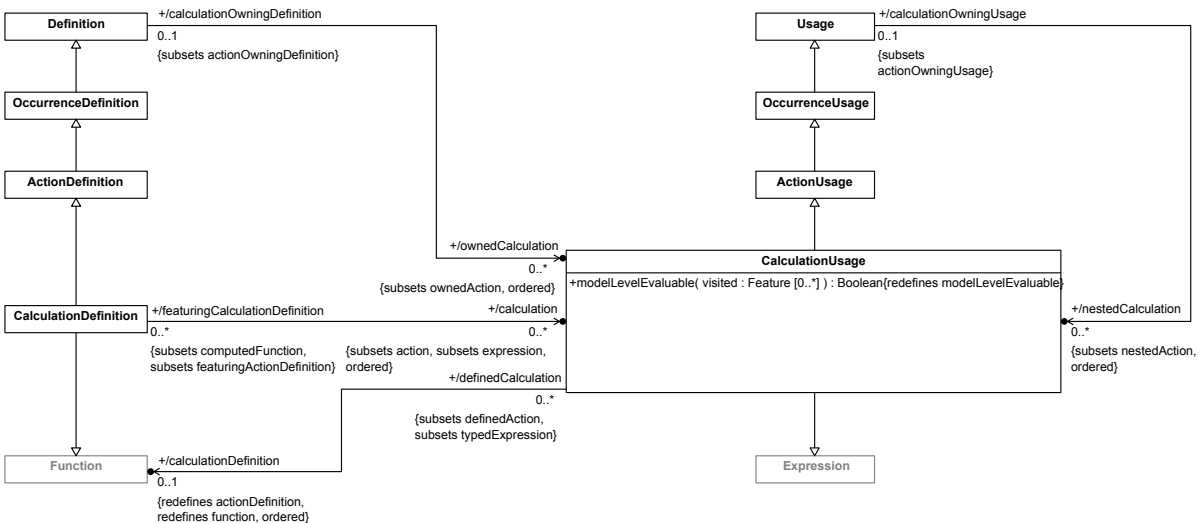 Definition
+/calculationOwningDefinition
0..1
{subsets actionOwningDefinition}
Usage
+/calculationOwningUsage
0..1
{subsets
actionOwningUsage}
OccurrenceDefinition
OccurrenceUsage
ActionDefinition
ActionUsage
+/ownedCalculation
0..*
{subsets ownedAction, ordered}
CalculationUsage
+modelLevelEvaluable( visited : Feature [0..*] ) : Boolean{redefines modelLevelEvaluable}
CalculationDefinition
+/featuringCalculationDefinition
0..*
{subsets computedFunction,
subsets featuringActionDefinition}
+/calculation
0..*
{subsets action, subsets expression,
ordered}
+/nestedCalculation
0..*
{subsets nestedAction,
ordered}
+/definedCalculation
0..*
{subsets definedAction,
subsets typedExpression}
Function
+/calculationDefinition
0..1
{redefines actionDefinition,
redefines function, ordered}
Expression